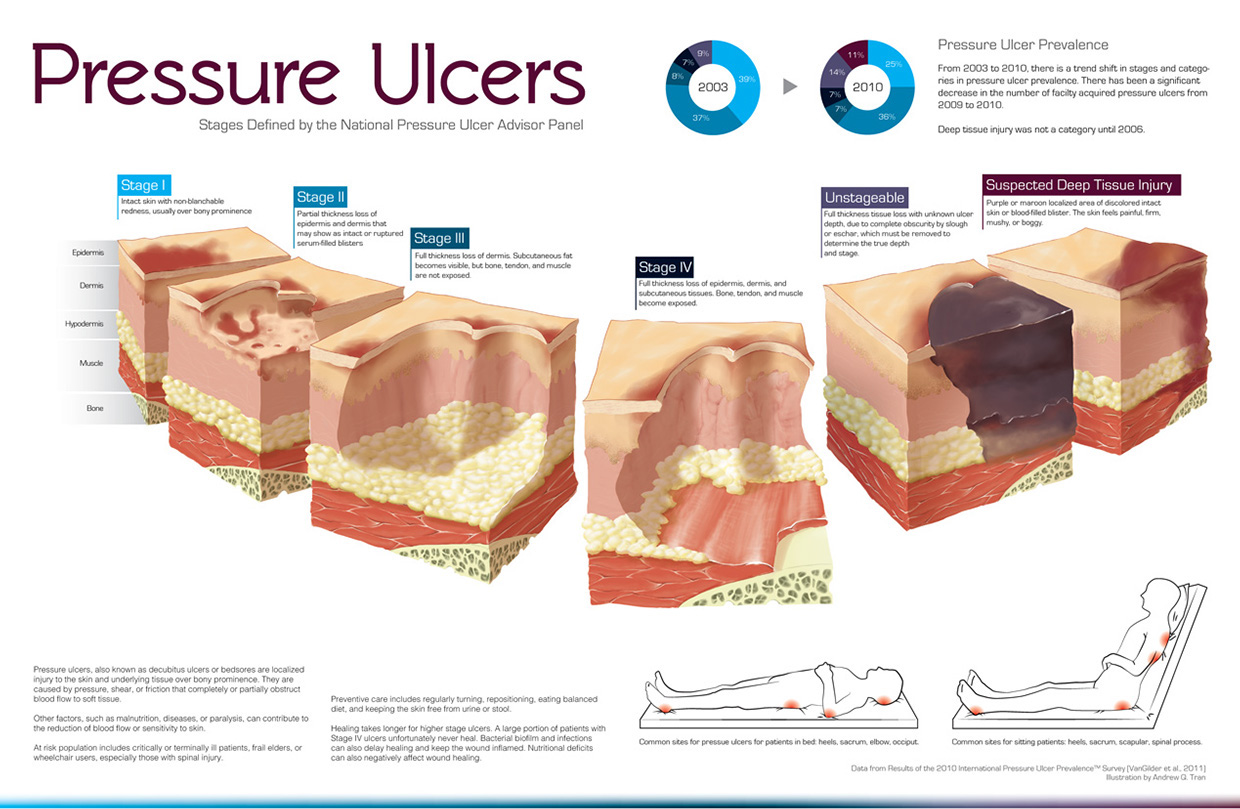 Pressure Ulcers
Stages Defined by the National Pressure Ulcer Advisor Panel
9%
7%
8%
39%
37%
2003
11%
14%
7%
7%
25%
36%
2010
Pressure Ulcer Prevalence
From 2003 to 2010, there is a trend shift in stages and catego-
ries in pressure ulcer prevalence. There has been a significant
decrease in the number of facilty acquired pressure ulcers from
2009 to 2010.
Deep tissue injury was not a category until 2006.
Stage I
Intact skin with non-blanchable
redness, usually over bony prominence
Stage II
Partial thickness loss of
epidermis and dermis that
may show as intact or ruptured
serum-filled blisters
Stage III
Full thickness loss of dermis. Subcutaneous fat
becomes visible, but bone, tendon, and muscle
are not exposed.
Stage IV
Full thickness loss of epidermis, dermis, and
subcutaneous tissues. Bone, tendon, and muscle
become exposed.
Unstageable
Full thickness tissue loss with unknown ulcer
depth, due to complete obscurity by slough
or eschar, which must be removed to
determine the true depth
and stage.
Suspected Deep Tissue Injury
Purple or maroon localized area of discolored intact
skin or blood-filled blister. The skin feels painful, firm,
mushy, or boggy.
Epidermis
Dermis
Hypodermis
Muscle
Bone
Pressure ulcers, also known as decubitus ulcers or bedsores are localized
injury to the skin and underlying tissue over bony prominence. They are
caused by pressure, shear, or friction that completely or partially obstruct
blood flow to soft tissue.
Other factors, such as malnutrition, diseases, or paralysis, can contribute to
the reduction of blood flow or sensitivity to skin.
At risk population includes critically or terminally ill patients, frail elders, or
wheelchair users, especially those with spinal injury.
Preventive care includes regularly turning, repositioning, eating balanced
diet, and keeping the skin free from urine or stool.
Healing takes longer for higher stage ulcers. A large portion of patients with
Stage IV ulcers unfortunately never heal. Bacterial biofilm and infections
can also delay healing and keep the wound inflamed. Nutritional deficits
can also negatively affect wound healing.
Common sites for pressue ulcers for patients in bed: heels, sacrum, elbow, occiput.
Common sites for sitting patients: heels, sacrum, scapular, spinal process.
Data from Results of the 2010 International Pressure Ulcer Prevalence™ Survey [VanGilder et al., 2011]
Illustration by Andrew Q. Tran